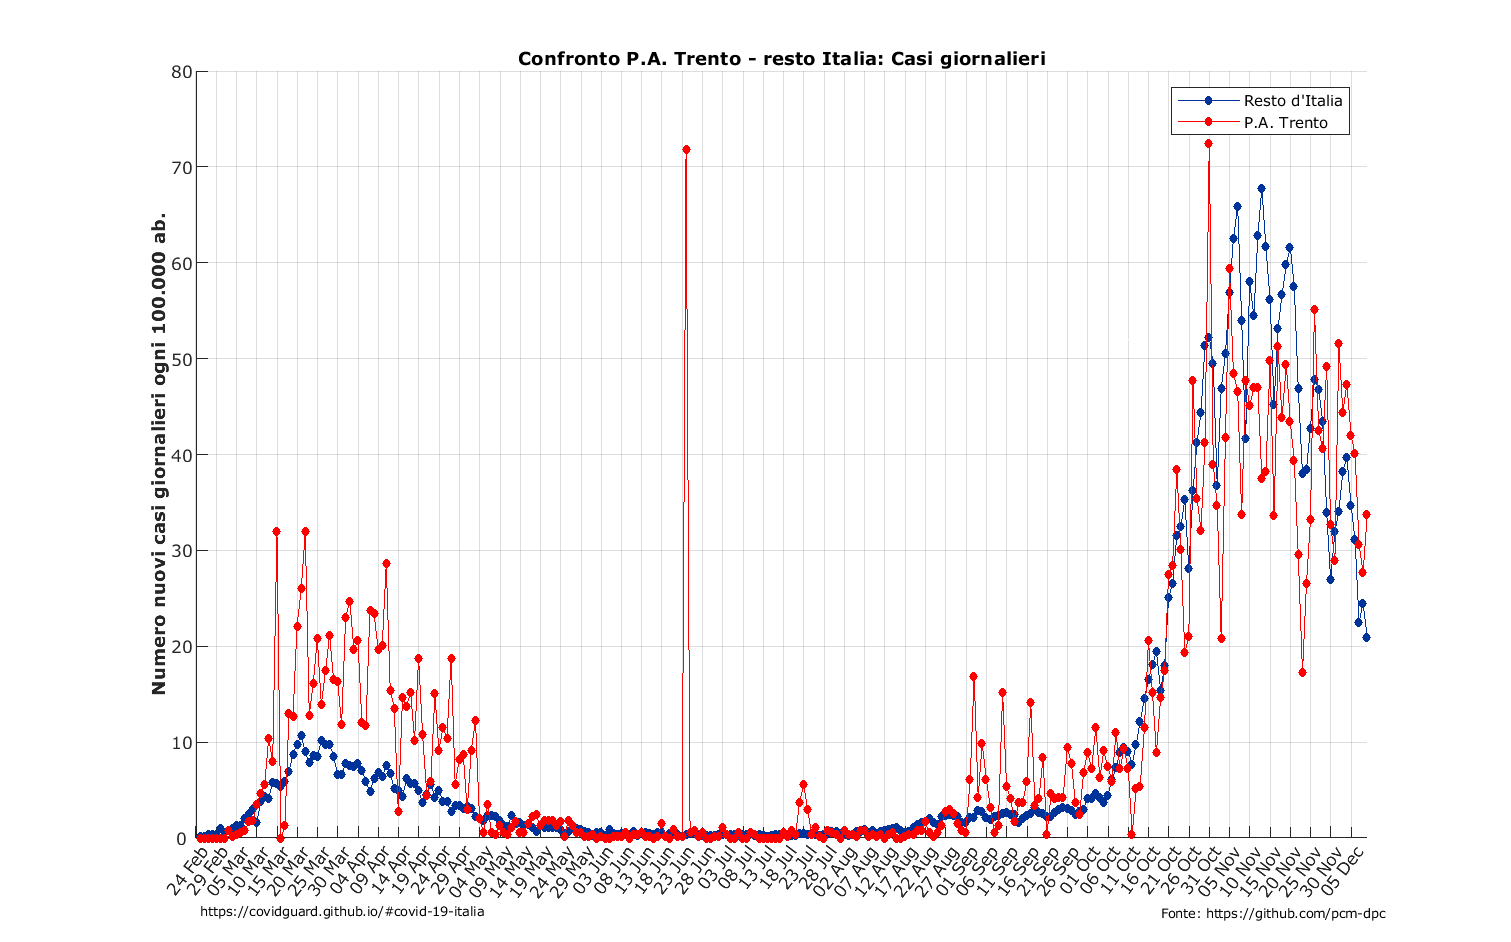 Confronto P.A. Trento - resto Italia: Casi giornalieri
Numero nuovi casi giornalieri ogni 100.000 ab.
80
70
60
50
40
30
20
10
0
Resto d'Italia
P.A. Trento
24 Feb
29 Feb
05 Mar
10 Mar
15 Mar
20 Mar
25 Mar
30 Mar
04 Apr
09 Apr
14 Apr
19 Apr
24 Apr
29 Apr
04 May
09 May
14 May
19 May
24 May
29 May
03 Jun
08 Jun
13 Jun
18 Jun
23 Jun
28 Jun
03 Jul
08 Jul
13 Jul
18 Jul
23 Jul
28 Jul
02 Aug
07 Aug
12 Aug
17 Aug
22 Aug
27 Aug
01 Sep
06 Sep
11 Sep
16 Sep
21 Sep
26 Sep
01 Oct
06 Oct
11 Oct
16 Oct
21 Oct
26 Oct
31 Oct
05 Nov
10 Nov
15 Nov
20 Nov
25 Nov
30 Nov
05 Dec
https://covidguard.github.io/#covid-19-italia
Fonte: https://github.com/pcm-dpc